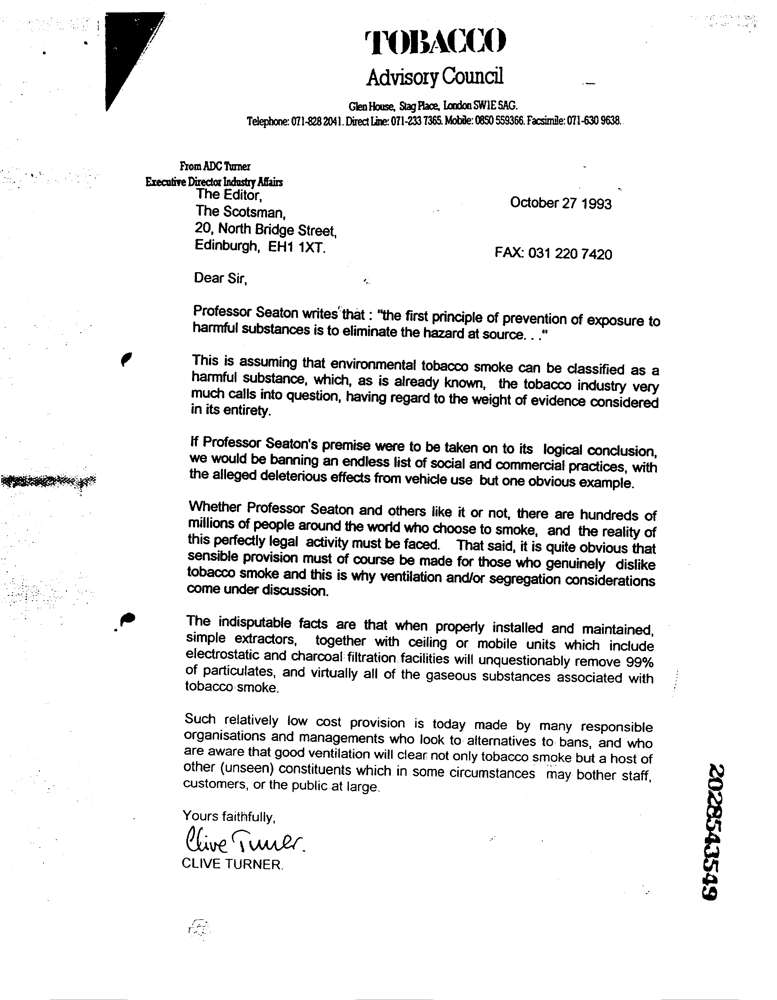 TOBACCO
Advisory Council
Glen House, Stag Place, London SW1E 5AG.
Telephone: 071-828 2041. Direct Line: 071-233 7365. Mobile: 0850 559366. Facsimile: 071-630 9638.
From ADC Turner
Executive Director Industry Affairs
The Editor,
The Scotsman,
20, North Bridge Street,
Edinburgh, EH1 1XT.
October 27 1993
FAX: 031 220 7420
Dear Sir,
Professor Seaton writes that : "the first principle of prevention of exposure to
harmful substances is to eliminate the hazard at source. . ."
This is assuming that environmental tobacco smoke can be classified as a
harmful substance, which, as is already known, the tobacco industry very
much calls into question, having regard to the weight of evidence considered
in its entirety.
If Professor Seaton's premise were to be taken on to its logical conclusion,
we would be banning an endless list of social and commercial practices, with
the alleged deleterious effects from vehicle use but one obvious example.
Whether Professor Seaton and others like it or not, there are hundreds of
millions of people around the world who choose to smoke, and the reality of
this perfectly legal activity must be faced. That said, it is quite obvious that
sensible provision must of course be made for those who genuinely dislike
tobacco smoke and this is why ventilation and/or segregation considerations
come under discussion.
The indisputable facts are that when properly installed and maintained,
simple extractors, together with ceiling or mobile units which include
electrostatic and charcoal filtration facilities will unquestionably remove 99%
of particulates, and virtually all of the gaseous substances associated with
tobacco smoke.
Such relatively low cost provision is today made by many responsible
organisations and managements who look to alternatives to bans, and who
are aware that good ventilation will clear not only tobacco smoke but a host of
other (unseen) constituents which in some circumstances may bother staff,
customers, or the public at large.
Yours faithfully,
Clive Turner.
CLIVE TURNER.
2028543549